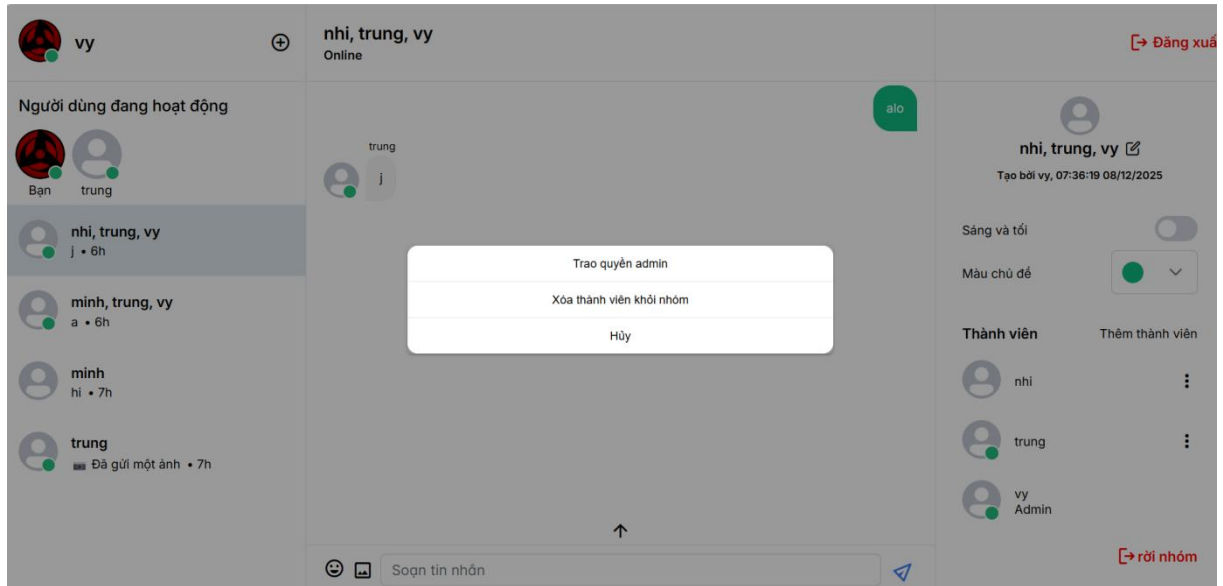 vy
Người dùng đang hoạt động
Bạn
trung
nhi, trung, vy
j • 6h
minh, trung, vy
a • 6h
minh
hi • 7h
trung
Đã gửi một ảnh • 7h
nhi, trung, vy
Online
alo
trung
j
Trao quyền admin
Xóa thành viên khỏi nhóm
Hủy
Soạn tin nhắn
Đăng xuấ
nhi, trung, vy
Tạo bởi vy, 07:36:19 08/12/2025
Sáng và tối
Màu chủ đề
Thành viên
Thêm thành viên
nhi
trung
vy
Admin
rời nhóm